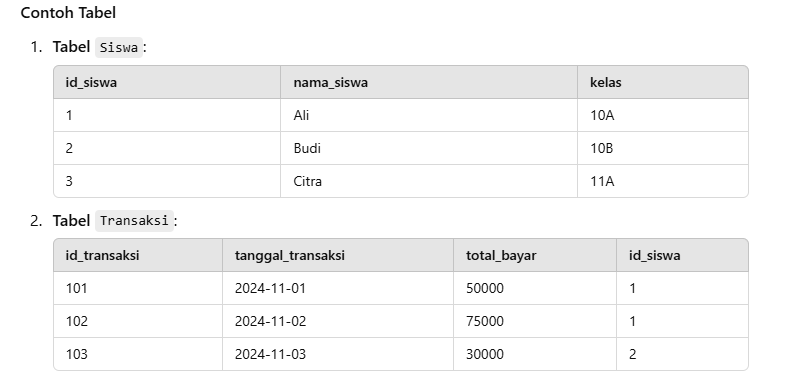 Contoh Tabel
1. Tabel Siswa:
id_siswa nama_siswa kelas
1 Ali 10A
2 Budi 10B
3 Citra 11A
2. Tabel Transaksi:
id_transaksi tanggal_transaksi total_bayar id_siswa
101 2024-11-01 50000 1
102 2024-11-02 75000 1
103 2024-11-03 30000 2